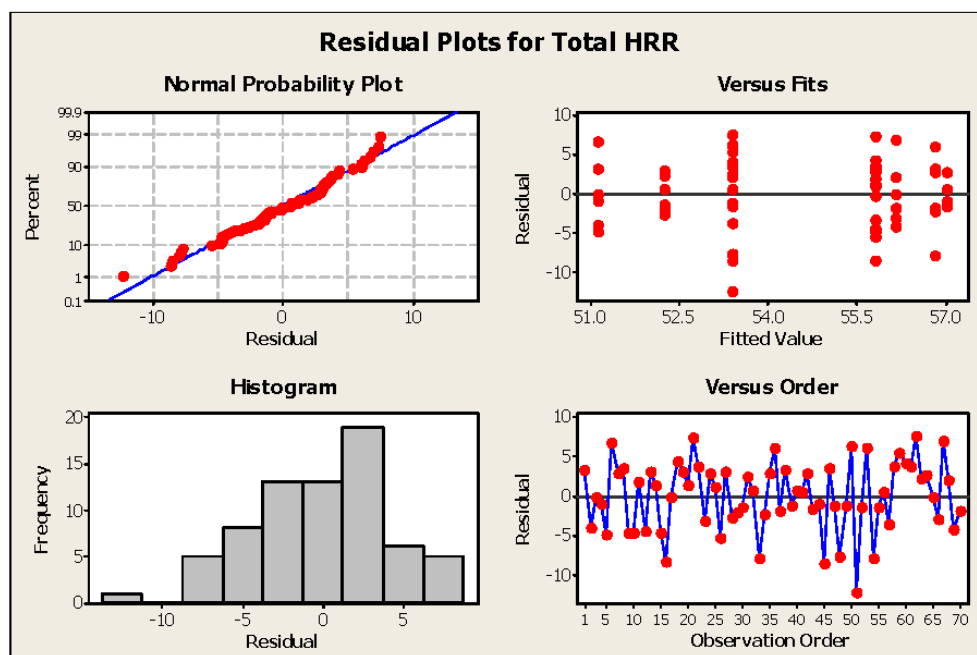 Residual Plots for Total HRR
Normal Probability Plot
99.9
99
90
50
10
1
0.1
Percent
-10 0 10
Residual
Versus Fits
10
5
0
-5
-10
Residual
51.0 52.5 54.0 55.5 57.0
Fitted Value
Histogram
20
15
10
5
0
Frequency
-10 -5 0 5
Residual
Versus Order
10
5
0
-5
-10
Residual
1 5 10 15 20 25 30 35 40 45 50 55 60 65 70
Observation Order